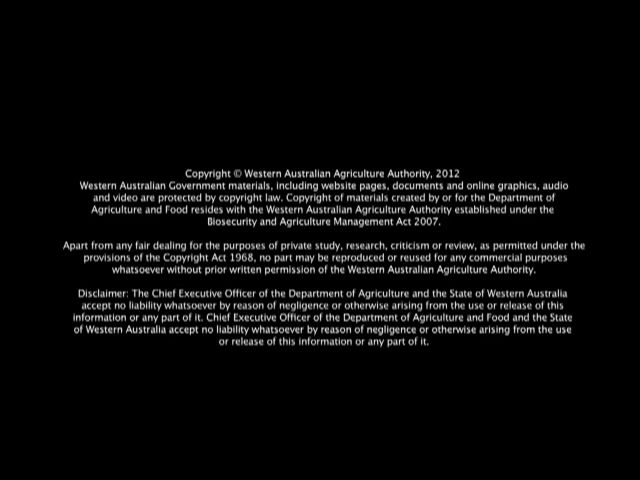 Copyright © Western Australian Agriculture Authority, 2012
Western Australian Government materials, including website pages, documents and online graphics, audio
and video are protected by copyright law. Copyright of materials created by or for the Department of
Agriculture and Food resides with the Western Australian Agriculture Authority established under the
Biosecurity and Agriculture Management Act 2007.
Apart from any fair dealing for the purposes of private study, research, criticism or review, as permitted under the
provisions of the Copyright Act 1968, no part may be reproduced or reused for any commercial purposes
whatsoever without prior written permission of the Western Australian Agriculture Authority.
Disclaimer: The Chief Executive Officer of the Department of Agriculture and the State of Western Australia
accept no liability whatsoever by reason of negligence or otherwise arising from the use or release of this
information or any part of it. Chief Executive Officer of the Department of Agriculture and Food and the State
of Western Australia accept no liability whatsoever by reason of negligence or otherwise arising from the use
or release of this information or any part of it.